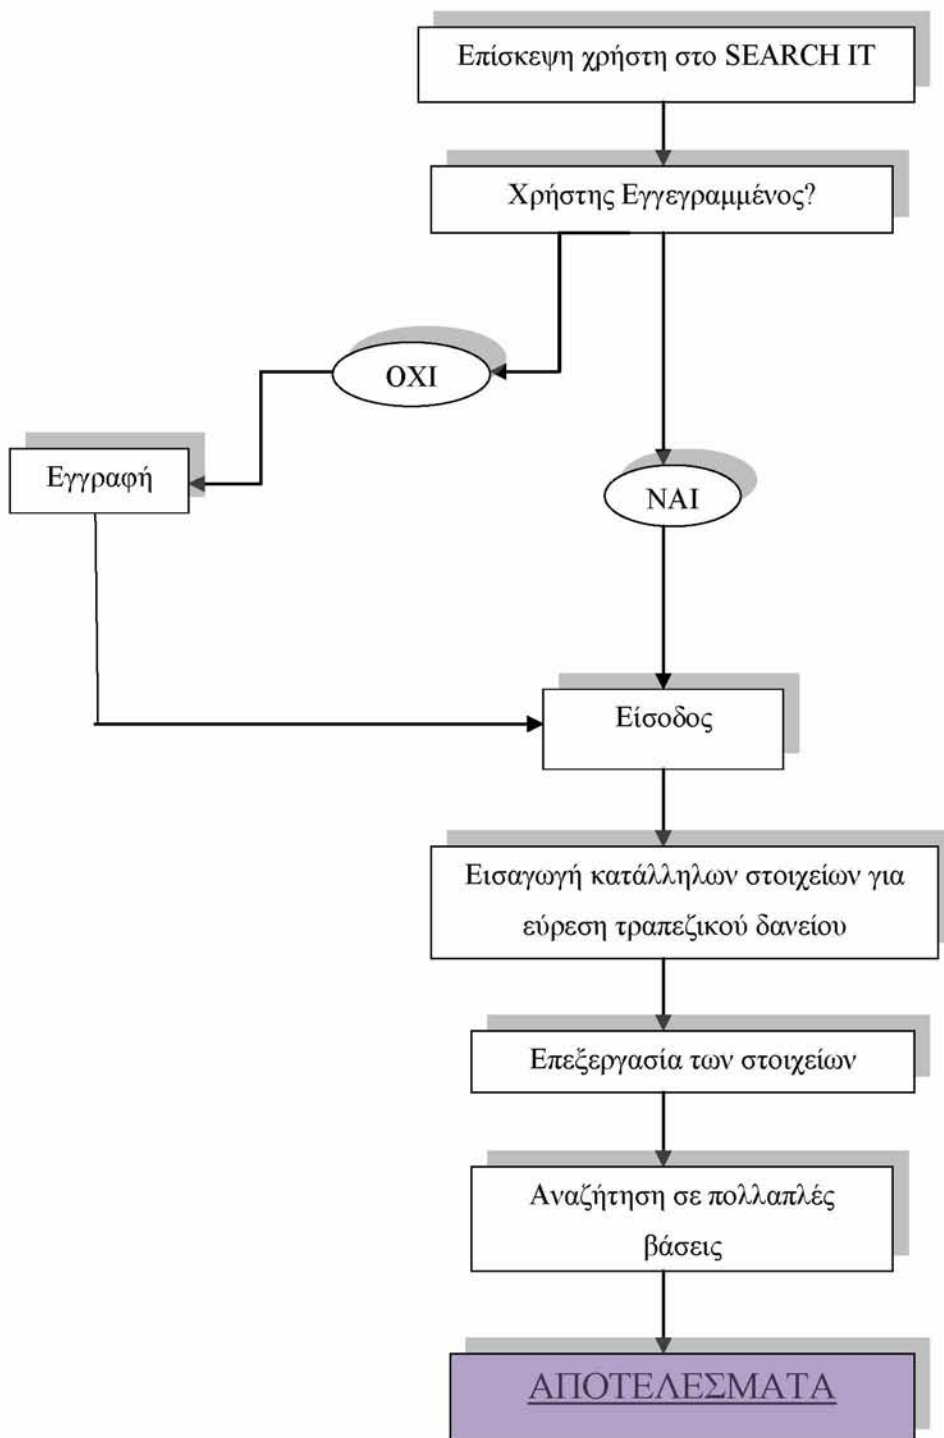 Επίσκεψη χρήστη στο SEARCH IT
Χρήστης Εγγεγραμμένος?
ΟΧΙ
Εγγραφή
ΝΑΙ
Είσοδος
Εισαγωγή κατάλληλων στοιχείων για
εύρεση τραπεζικού δανείου
Επεξεργασία των στοιχείων
Αναζήτηση σε πολλαπλές
βάσεις
ΑΠΟΤΕΛΕΣΜΑΤΑ